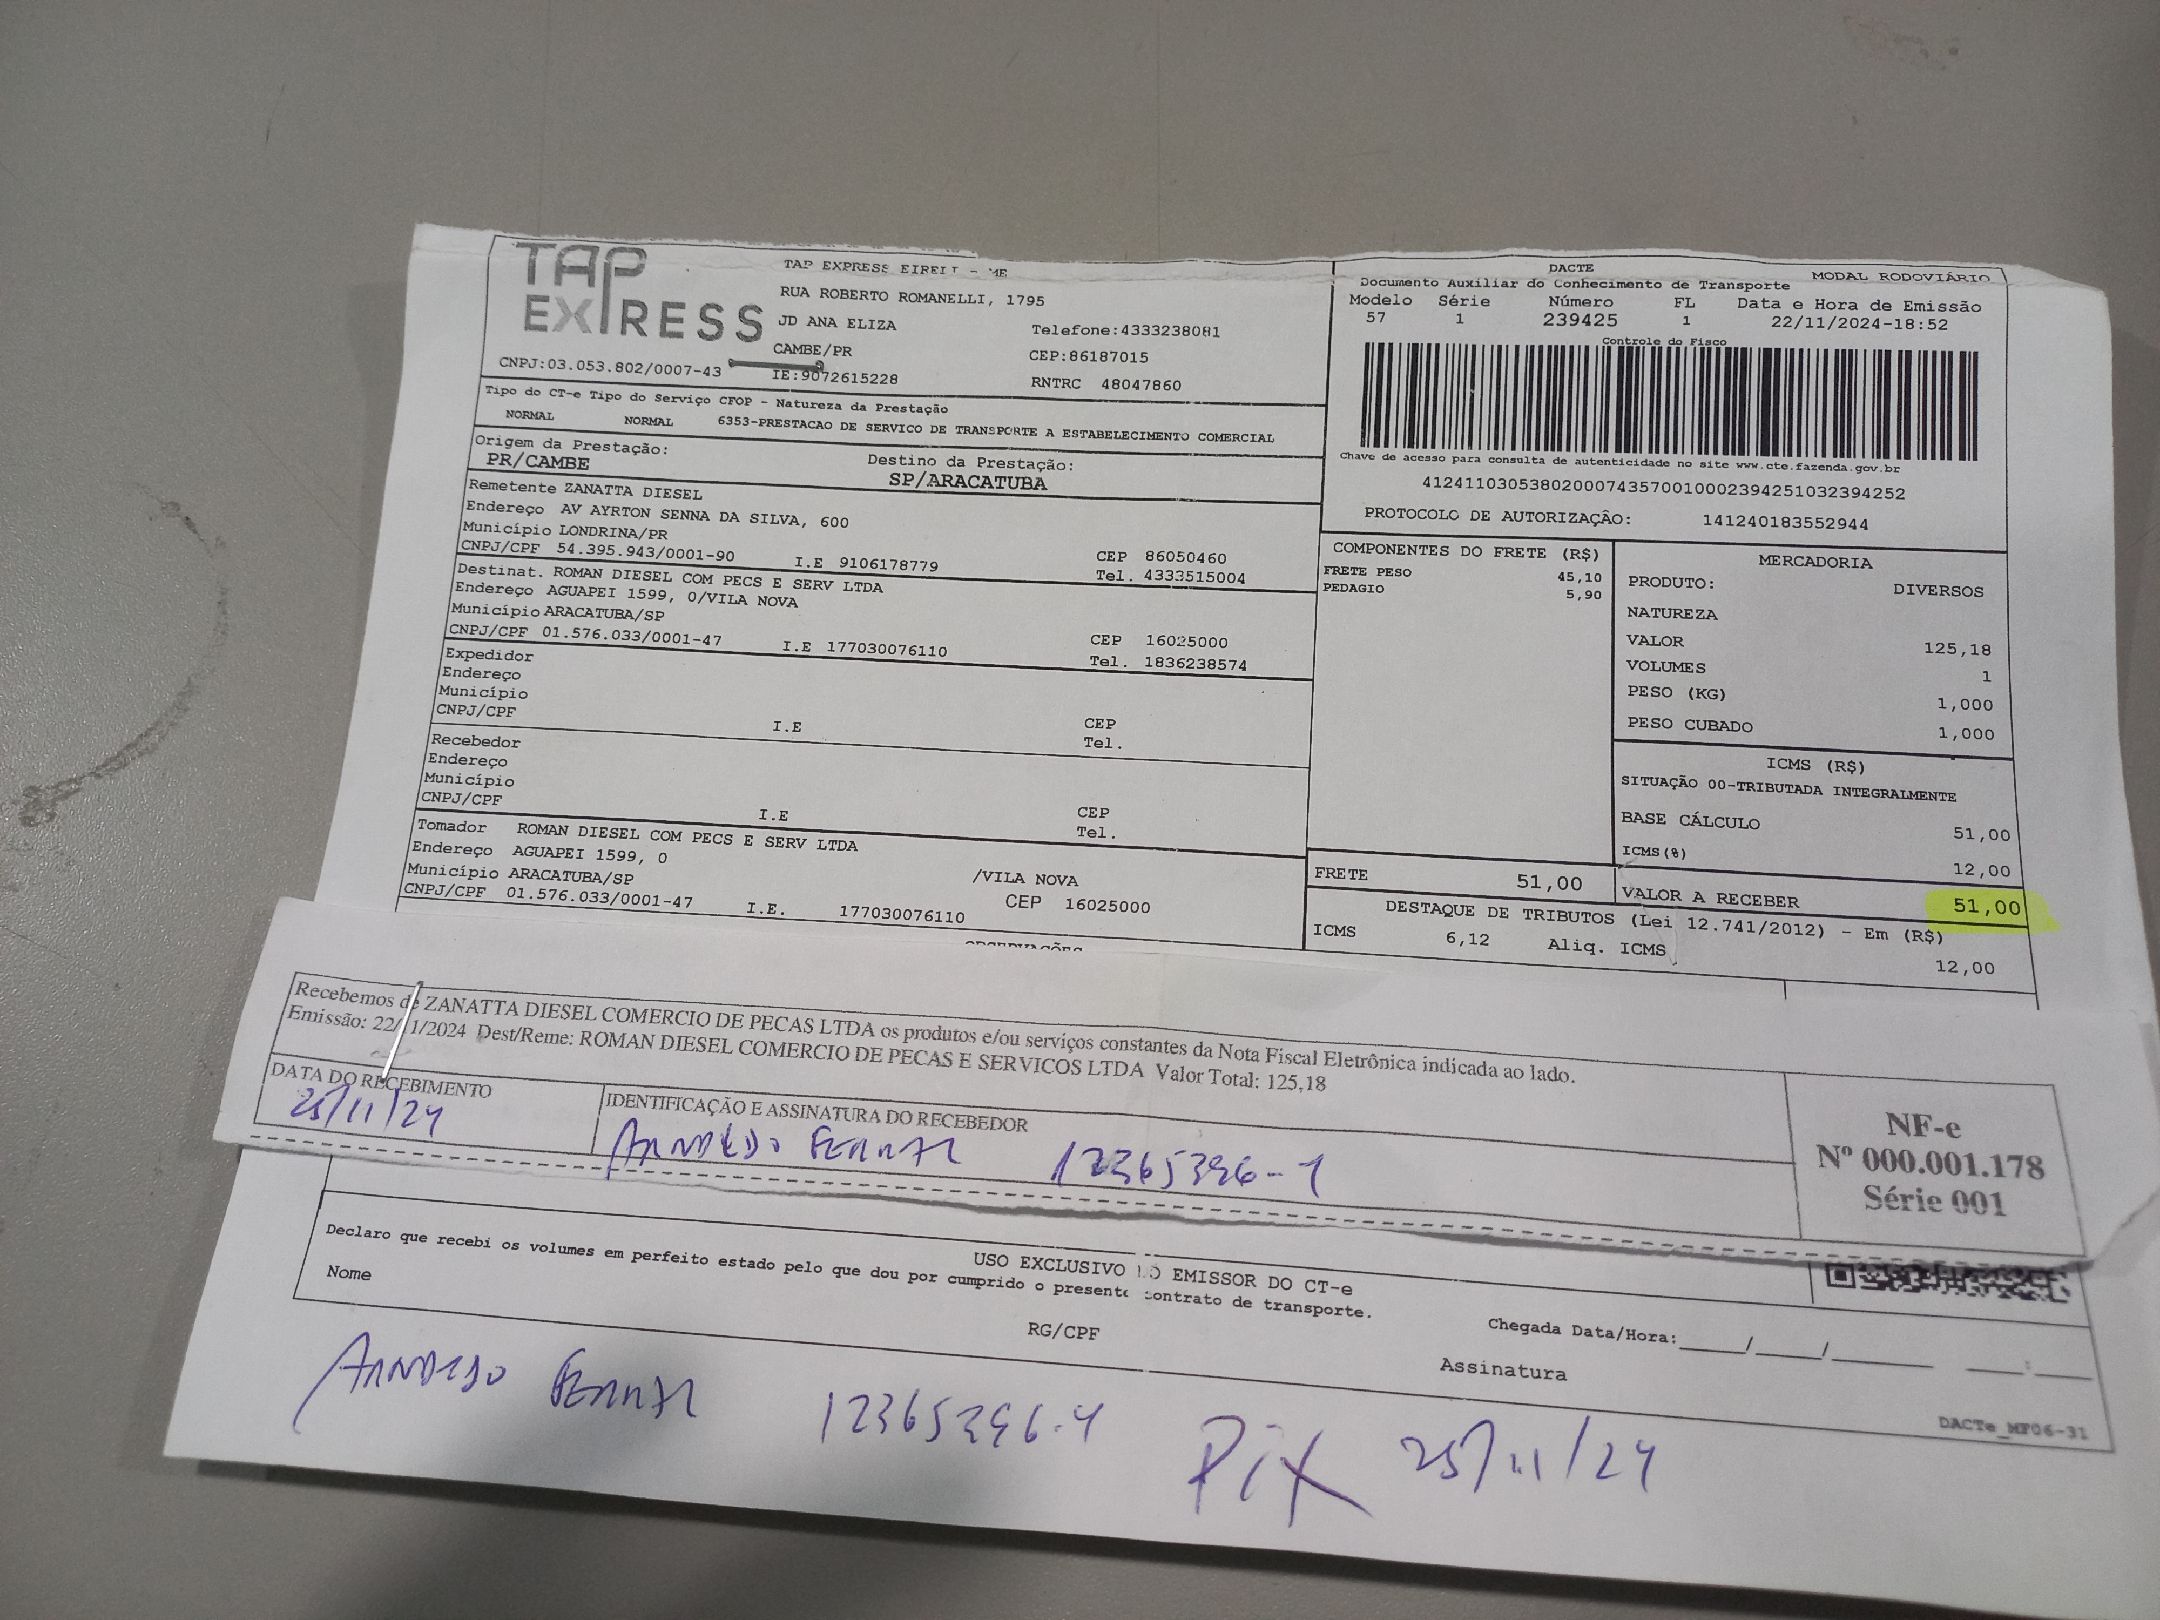 TAP
EXPRESS
TAP EXPRESS EIRELI - ME
RUA ROBERTO ROMANELLI, 1795
JD ANA ELIZA
Telefone:4333238081
CAMBE/PR
CEP:86187015
CNPJ:03.053.802/0007-43
IE:9072615228
RNTRC 48047860
DACTE
MODAL RODOVIÁRIO
Documento Auxiliar do Conhecimento de Transporte
Modelo Série Número FL Data e Hora de Emissão
57 1 239425 1 22/11/2024-18:52
Controle do Fisco
Chave de acesso para consulta de autenticidade no site www.cte.fazenda.gov.br
41241103053802000743570010002394251032394252
PROTOCOLO DE AUTORIZAÇÃO: 141240183552944
Tipo do CT-e Tipo do Serviço CFOP - Natureza da Prestação
NORMAL NORMAL 6353-PRESTACAO DE SERVICO DE TRANSPORTE A ESTABELECIMENTO COMERCIAL
Origem da Prestação: Destino da Prestação:
PR/CAMBE SP/ARACATUBA
Remetente ZANATTA DIESEL
Endereço AV AYRTON SENNA DA SILVA, 600
Município LONDRINA/PR CEP 86050460
CNPJ/CPF 54.395.943/0001-90 I.E 9106178779 Tel. 4333515004
Destinat. ROMAN DIESEL COM PECS E SERV LTDA
Endereço AGUAPEI 1599, 0/VILA NOVA
Município ARACATUBA/SP CEP 16025000
CNPJ/CPF 01.576.033/0001-47 I.E 177030076110 Tel. 1836238574
Expedidor
Endereço
Município CEP
CNPJ/CPF I.E Tel.
Recebedor
Endereço
Município CEP
CNPJ/CPF I.E Tel.
Tomador ROMAN DIESEL COM PECS E SERV LTDA
Endereço AGUAPEI 1599, 0 /VILA NOVA
Município ARACATUBA/SP CEP 16025000
CNPJ/CPF 01.576.033/0001-47 I.E. 177030076110
OBSERVAÇÕES
COMPONENTES DO FRETE (R$)
FRETE PESO 45,10
PEDAGIO 5,90
MERCADORIA
PRODUTO: DIVERSOS
NATUREZA
VALOR 125,18
VOLUMES 1
PESO (KG) 1,000
PESO CUBADO 1,000
ICMS (R$)
SITUAÇÃO 00-TRIBUTADA INTEGRALMENTE
BASE CÁLCULO 51,00
ICMS(%) 12,00
FRETE 51,00 VALOR A RECEBER 51,00
DESTAQUE DE TRIBUTOS (Lei 12.741/2012) - Em (R$)
ICMS 6,12 Aliq. ICMS 12,00
Recebemos de ZANATTA DIESEL COMERCIO DE PECAS LTDA os produtos e/ou serviços constantes da Nota Fiscal Eletrônica indicada ao lado.
Emissão: 22/11/2024 Dest/Reme: ROMAN DIESEL COMERCIO DE PECAS E SERVICOS LTDA Valor Total: 125,18
DATA DO RECEBIMENTO IDENTIFICAÇÃO E ASSINATURA DO RECEBEDOR
25/11/24
NF-e
Nº 000.001.178
Série 001
USO EXCLUSIVO DO EMISSOR DO CT-e
Declaro que recebi os volumes em perfeito estado pelo que dou por cumprido o presente contrato de transporte.
Nome RG/CPF Assinatura Chegada Data/Hora:___/___/_____ ___:___
DACTe_MF06-31
Pix 25/11/24